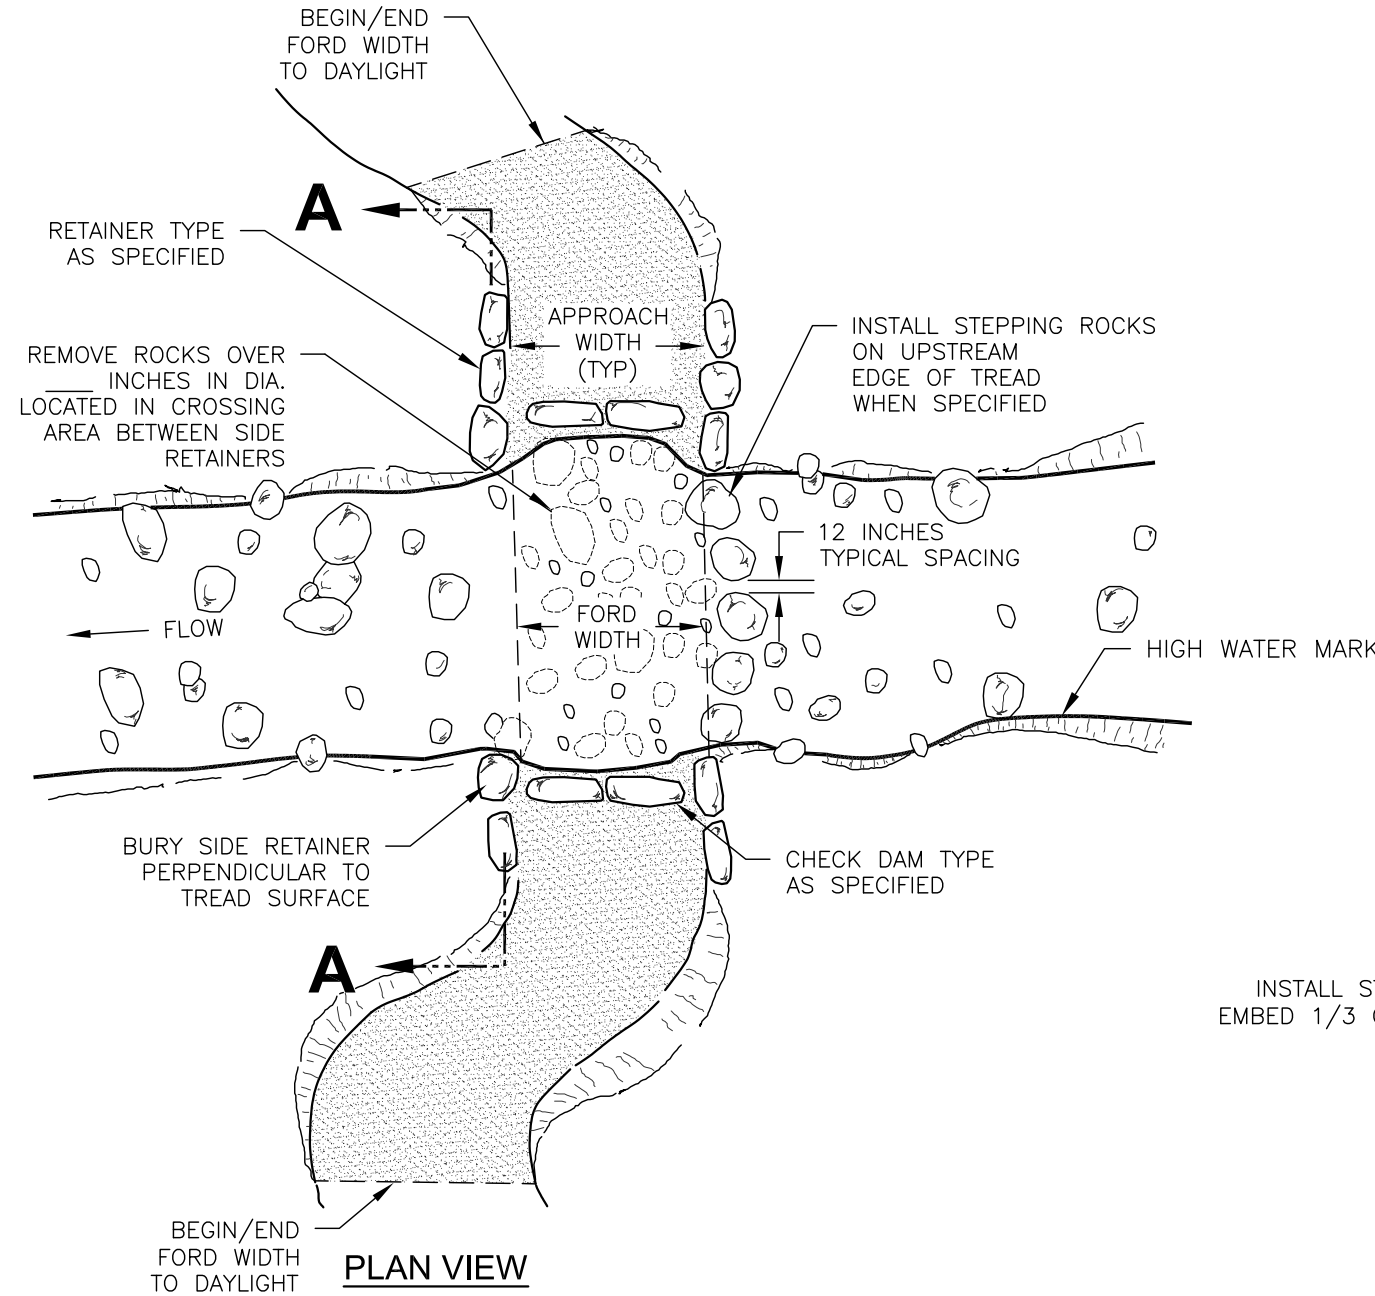 BEGIN/END
FORD WIDTH
TO DAYLIGHT
A
RETAINER TYPE
AS SPECIFIED
REMOVE ROCKS OVER
____ INCHES IN DIA.
LOCATED IN CROSSING
AREA BETWEEN SIDE
RETAINERS
APPROACH
WIDTH
(TYP)
INSTALL STEPPING ROCKS
ON UPSTREAM
EDGE OF TREAD
WHEN SPECIFIED
12 INCHES
TYPICAL SPACING
FLOW
FORD
WIDTH
HIGH WATER MARK
BURY SIDE RETAINER
PERPENDICULAR TO
TREAD SURFACE
CHECK DAM TYPE
AS SPECIFIED
A
INSTALL
EMBED 1/3
BEGIN/END
FORD WIDTH
TO DAYLIGHT
PLAN VIEW